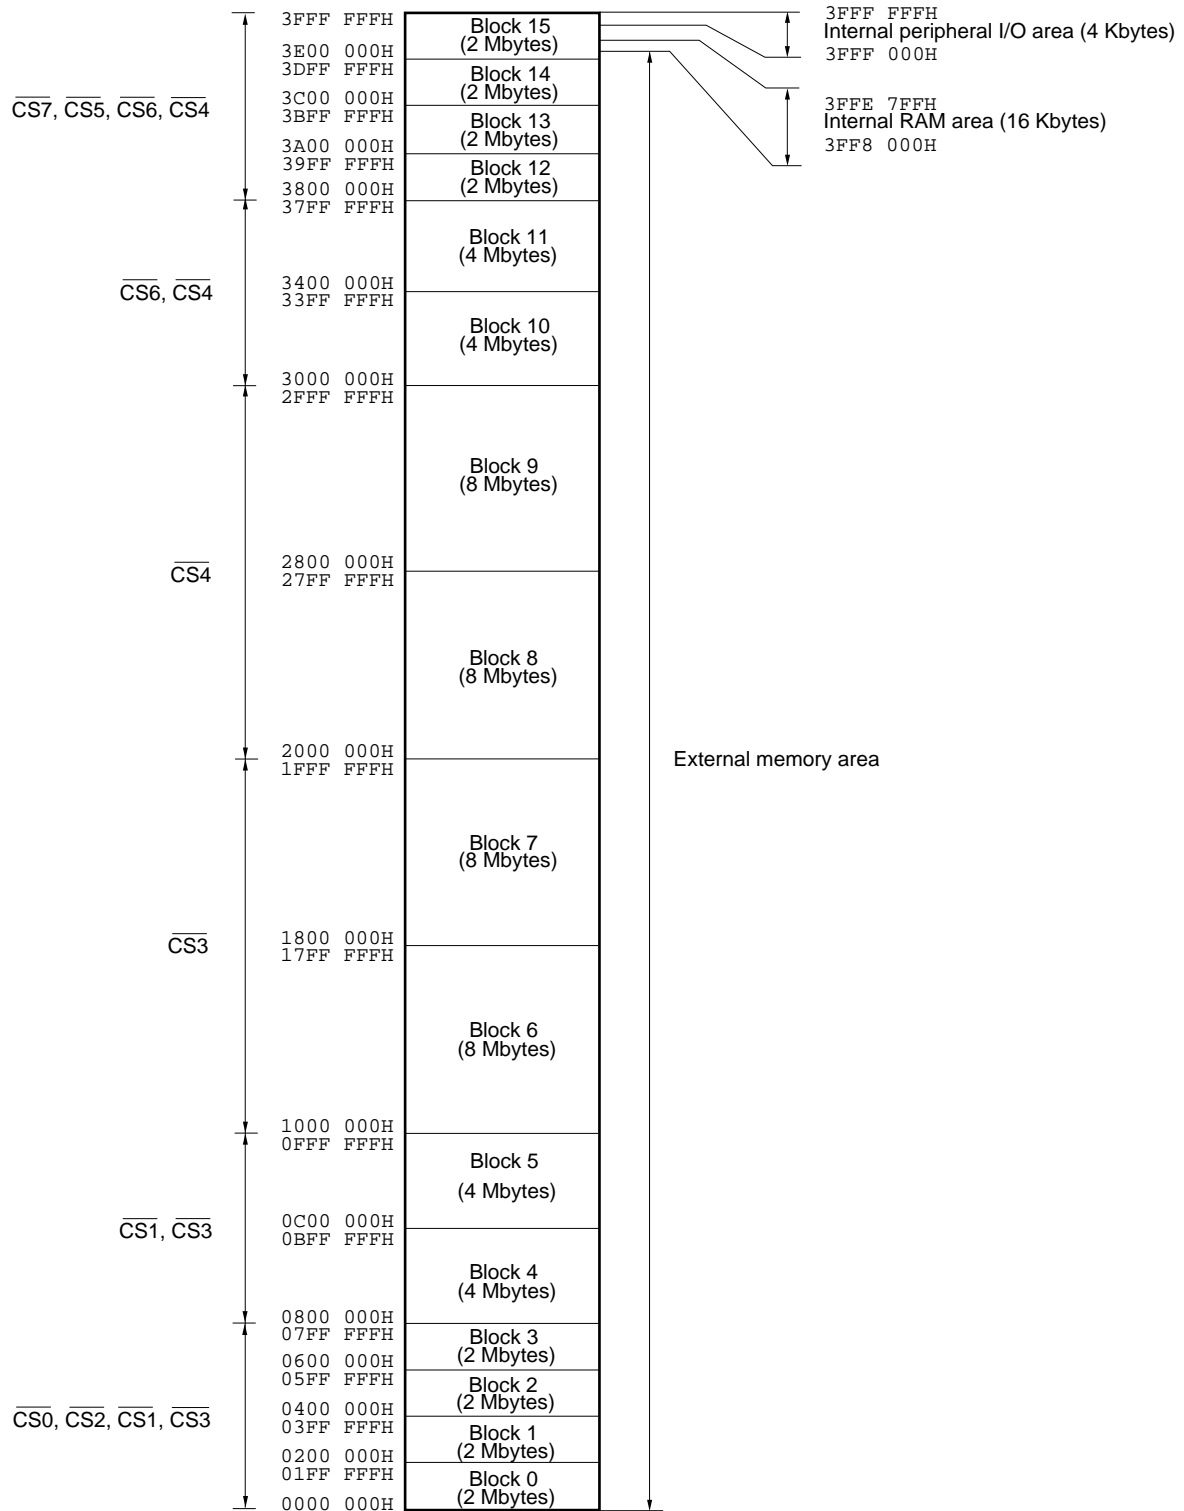 3FFF FFFH
Block 15
(2 Mbytes)
3E00 000H
3DFF FFFH
Block 14
(2 Mbytes)
3C00 000H
3BFF FFFH
Block 13
(2 Mbytes)
3A00 000H
39FF FFFH
Block 12
(2 Mbytes)
3800 000H
37FF FFFH
CS7, CS5, CS6, CS4
3FFF FFFH
Internal peripheral I/O area (4 Kbytes)
3FFF 000H
3FFE 7FFH
Internal RAM area (16 Kbytes)
3FF8 000H
Block 11
(4 Mbytes)
CS6, CS4
3400 000H
33FF FFFH
Block 10
(4 Mbytes)
3000 000H
2FFF FFFH
Block 9
(8 Mbytes)
CS4
2800 000H
27FF FFFH
Block 8
(8 Mbytes)
2000 000H
1FFF FFFH
External memory area
Block 7
(8 Mbytes)
CS3
1800 000H
17FF FFFH
Block 6
(8 Mbytes)
1000 000H
0FFF FFFH
Block 5
(4 Mbytes)
CS1, CS3
0C00 000H
0BFF FFFH
Block 4
(4 Mbytes)
0800 000H
07FF FFFH
Block 3
(2 Mbytes)
0600 000H
05FF FFFH
Block 2
(2 Mbytes)
CS0, CS2, CS1, CS3
0400 000H
03FF FFFH
Block 1
(2 Mbytes)
0200 000H
01FF FFFH
Block 0
(2 Mbytes)
0000 000H